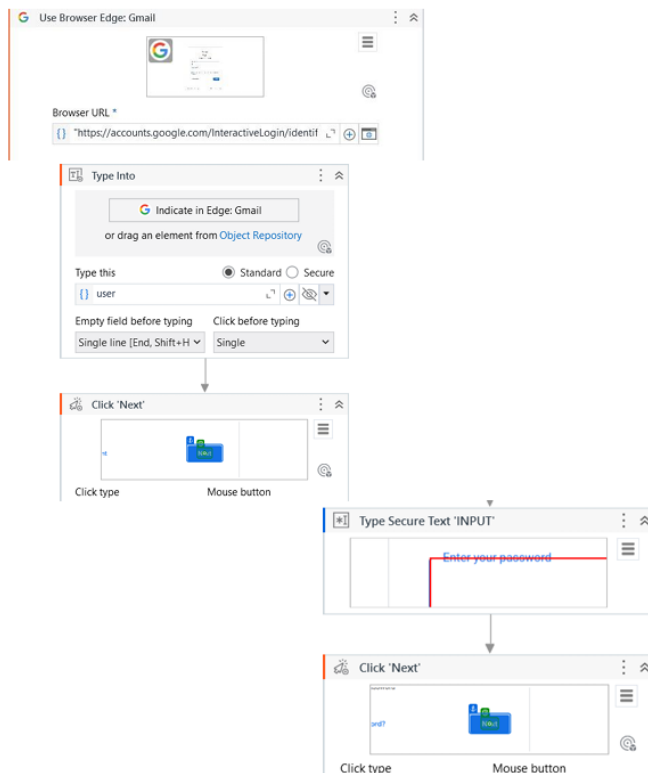 Use Browser Edge: Gmail
Browser URL *
"https://accounts.google.com/InteractiveLogin/identif
Type Into
Indicate in Edge: Gmail
or drag an element from Object Repository
Type this
Standard
Secure
user
Empty field before typing
Click before typing
Single line [End, Shift+H
Single
Click 'Next'
Click type
Mouse button
Type Secure Text 'INPUT'
Enter your password
Click 'Next'
ord?
Click type
Mouse button